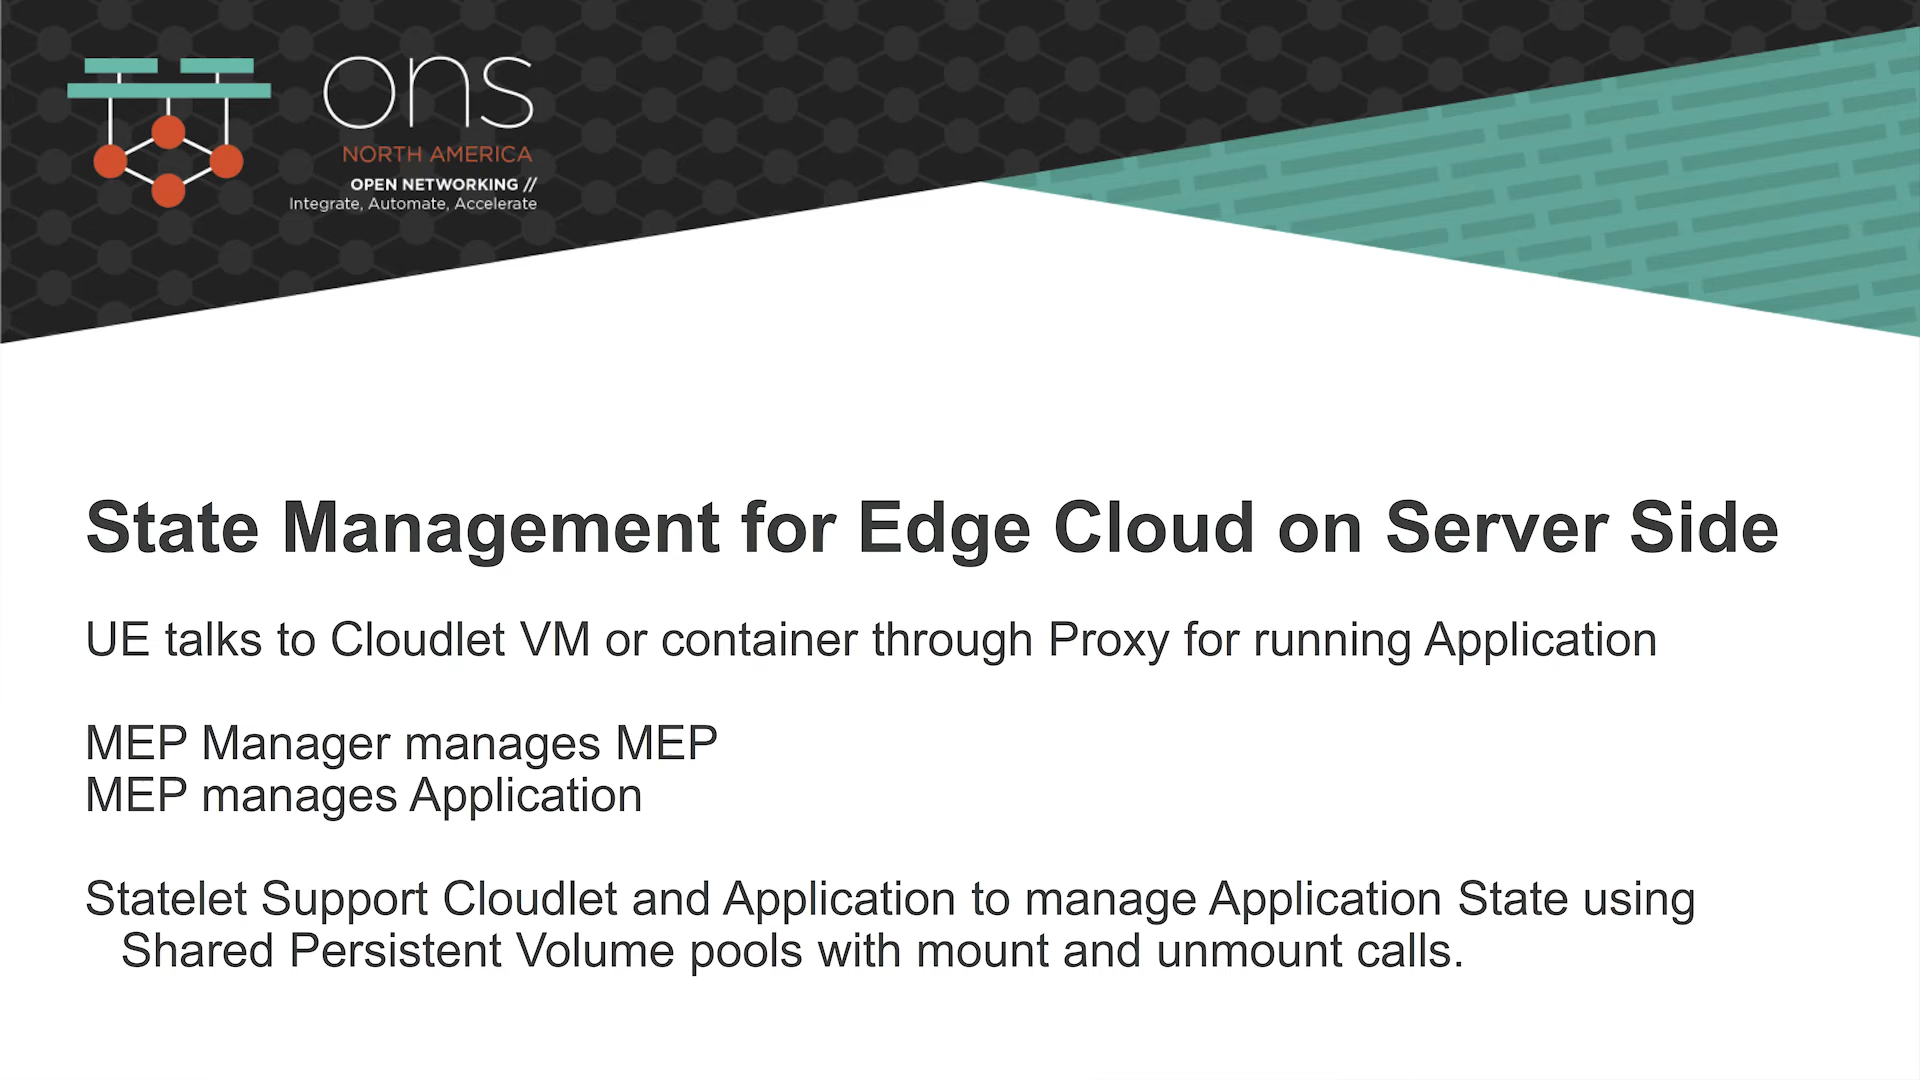 ons
NORTH AMERICA
OPEN NETWORKING //
Integrate, Automate, Accelerate
State Management for Edge Cloud on Server Side
UE talks to Cloudlet VM or container through Proxy for running Application
MEP Manager manages MEP
MEP manages Application
Statelet Support Cloudlet and Application to manage Application State using
Shared Persistent Volume pools with mount and unmount calls.